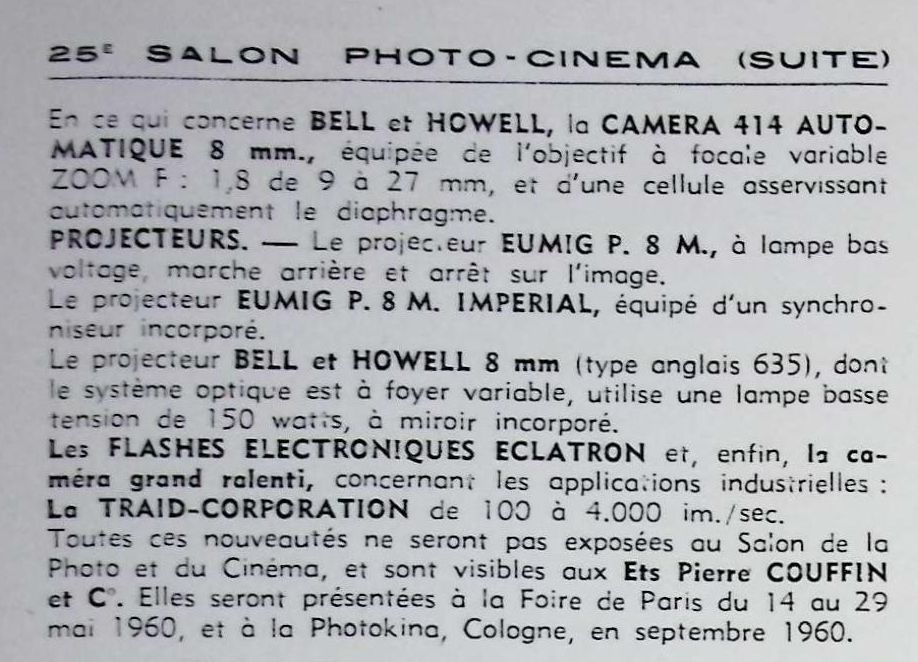 25E SALON PHOTO-CINEMA (SUITE)
En ce qui concerne BELL et HOWELL, la CAMERA 414 AUTO-
MATIQUE 8 mm., équipée de l'objectif à focale variable
ZOOM F : 1,8 de 9 à 27 mm, et d'une cellule asservissant
automatiquement le diaphragme.
PROJECTEURS. — Le projecteur EUMIG P. 8 M., à lampe bas
voltage, marche arrière et arrêt sur l'image.
Le projecteur EUMIG P. 8 M. IMPERIAL, équipé d'un synchro-
niseur incorporé.
Le projecteur BELL et HOWELL 8 mm (type anglais 635), dont
le système optique est à foyer variable, utilise une lampe basse
tension de 150 watts, à miroir incorporé.
Les FLASHES ELECTRONIQUES ECLATRON et, enfin, la ca-
méra grand ralenti, concernant les applications industrielles :
La TRAID-CORPORATION de 100 à 4.000 im./sec.
Toutes ces nouveautés ne seront pas exposées au Salon de la
Photo et du Cinéma, et sont visibles aux Ets Pierre COUFFIN
et C°. Elles seront présentées à la Foire de Paris du 14 au 29
mai 1960, et à la Photokina, Cologne, en septembre 1960.